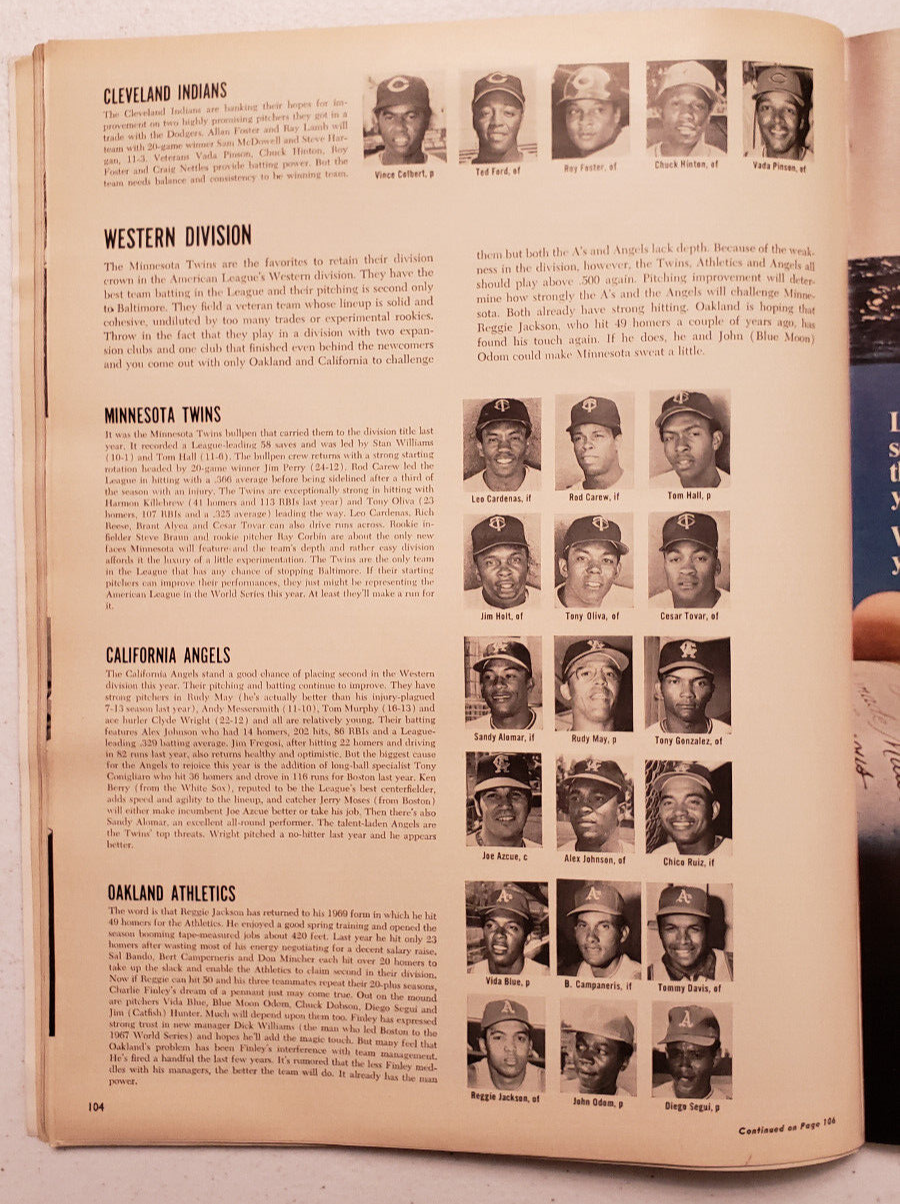 CLEVELAND INDIANS
The Cleveland Indians are banking their hopes for im-
provement on two highly promising pitchers they got in a
trade with the Dodgers. Allan Foster and Ray Lamb will
team with 20-game winner Sam McDowell and Steve Har-
gan, 11-3. Veterans Vada Pinson, Chuck Hinton, Roy
Foster and Craig Nettles provide batting power. But the
team needs balance and consistency to be winning team.
Vince Colbert, p
Ted Ford, of
Roy Foster, of
Chuck Hinton, of
Vada Pinson, of
WESTERN DIVISION
The Minnesota Twins are the favorites to retain their division
crown in the American League's Western division. They have the
best team batting in the League and their pitching is second only
to Baltimore. They field a veteran team whose lineup is solid and
cohesive, undiluted by too many trades or experimental rookies.
Throw in the fact that they play in a division with two expan-
sion clubs and one club that finished even behind the newcomers
and you come out with only Oakland and California to challenge
them but both the A's and Angels lack depth. Because of the weak-
ness in the division, however, the Twins, Athletics and Angels all
should play above .500 again. Pitching improvement will deter-
mine how strongly the A's and the Angels will challenge Minne-
sota. Both already have strong hitting. Oakland is hoping that
Reggie Jackson, who hit 49 homers a couple of years ago, has
found his touch again. If he does, he and John (Blue Moon)
Odom could make Minnesota sweat a little.
MINNESOTA TWINS
It was the Minnesota Twins bullpen that carried them to the division title last
year. It recorded a League-leading 58 saves and was led by Stan Williams
(10-1) and Tom Hall (11-6). The bullpen crew returns with a strong starting
rotation headed by 20-game winner Jim Perry (24-12). Rod Carew led the
League in hitting with a .366 average before being sidelined after a third of
the season with an injury. The Twins are exceptionally strong in hitting with
Harmon Killebrew (41 homers and 113 RBIs last year) and Tony Oliva (23
homers, 107 RBIs and a .325 average) leading the way. Leo Cardenas, Rich
Reese, Brant Alyea and Cesar Tovar can also drive runs across. Rookie in-
fielder Steve Braun and rookie pitcher Ray Corbin are about the only new
faces Minnesota will feature and the team's depth and rather easy division
affords it the luxury of a little experimentation. The Twins are the only team
in the League that has any chance of stopping Baltimore. If their starting
pitchers can improve their performances, they just might be representing the
American League in the World Series this year. At least they'll make a run for
it.
Leo Cardenas, if
Rod Carew, if
Tom Hall, p
Jim Holt, of
Tony Oliva, of
Cesar Tovar, of
CALIFORNIA ANGELS
The California Angels stand a good chance of placing second in the Western
division this year. Their pitching and batting continue to improve. They have
strong pitchers in Rudy May (he's actually better than his injury-plagued
7-13 season last year), Andy Messersmith (11-10), Tom Murphy (16-13) and
ace hurler Clyde Wright (22-12) and all are relatively young. Their batting
features Alex Johnson who had 14 homers, 202 hits, 86 RBIs and a League-
leading .329 batting average. Jim Fregosi, after hitting 22 homers and driving
in 82 runs last year, also returns healthy and optimistic. But the biggest cause
for the Angels to rejoice this year is the addition of long-ball specialist Tony
Conigliaro who hit 36 homers and drove in 116 runs for Boston last year. Ken
Berry (from the White Sox), reputed to be the League's best centerfielder,
adds speed and agility to the lineup, and catcher Jerry Moses (from Boston)
will either make incumbent Joe Azcue better or take his job. Then there's also
Sandy Alomar, an excellent all-round performer. The talent-laden Angels are
the Twins' top threats. Wright pitched a no-hitter last year and he appears
better.
Sandy Alomar, if
Rudy May, p
Tony Gonzalez, of
Joe Azcue, c
Alex Johnson, of
Chico Ruiz, if
OAKLAND ATHLETICS
The word is that Reggie Jackson has returned to his 1969 form in which he hit
49 homers for the Athletics. He enjoyed a good spring training and opened the
season booming tape-measured jobs about 420 feet. Last year he hit only 23
homers after wasting most of his energy negotiating for a decent salary raise,
Sal Bando, Bert Camperneris and Don Mincher each hit over 20 homers to
take up the slack and enable the Athletics to claim second in their division.
Now if Reggie can hit 50 and his three teammates repeat their 20-plus seasons,
Charlie Finley's dream of a pennant just may come true. Out on the mound
are pitchers Vida Blue, Blue Moon Odom, Chuck Dobson, Diego Segui and
Jim (Catfish) Hunter. Much will depend upon them too. Finley has expressed
strong trust in new manager Dick Williams (the man who led Boston to the
1967 World Series) and hopes he'll add the magic touch. But many feel that
Oakland's problem has been Finley's interference with team management.
He's fired a handful the last few years. It's rumored that the less Finley med-
dles with his managers, the better the team will do. It already has the man
power.
Vida Blue, p
B. Campaneris, if
Tommy Davis, of
Reggie Jackson, of
John Odom, p
Diego Segui, p
104
Continued on Page 106